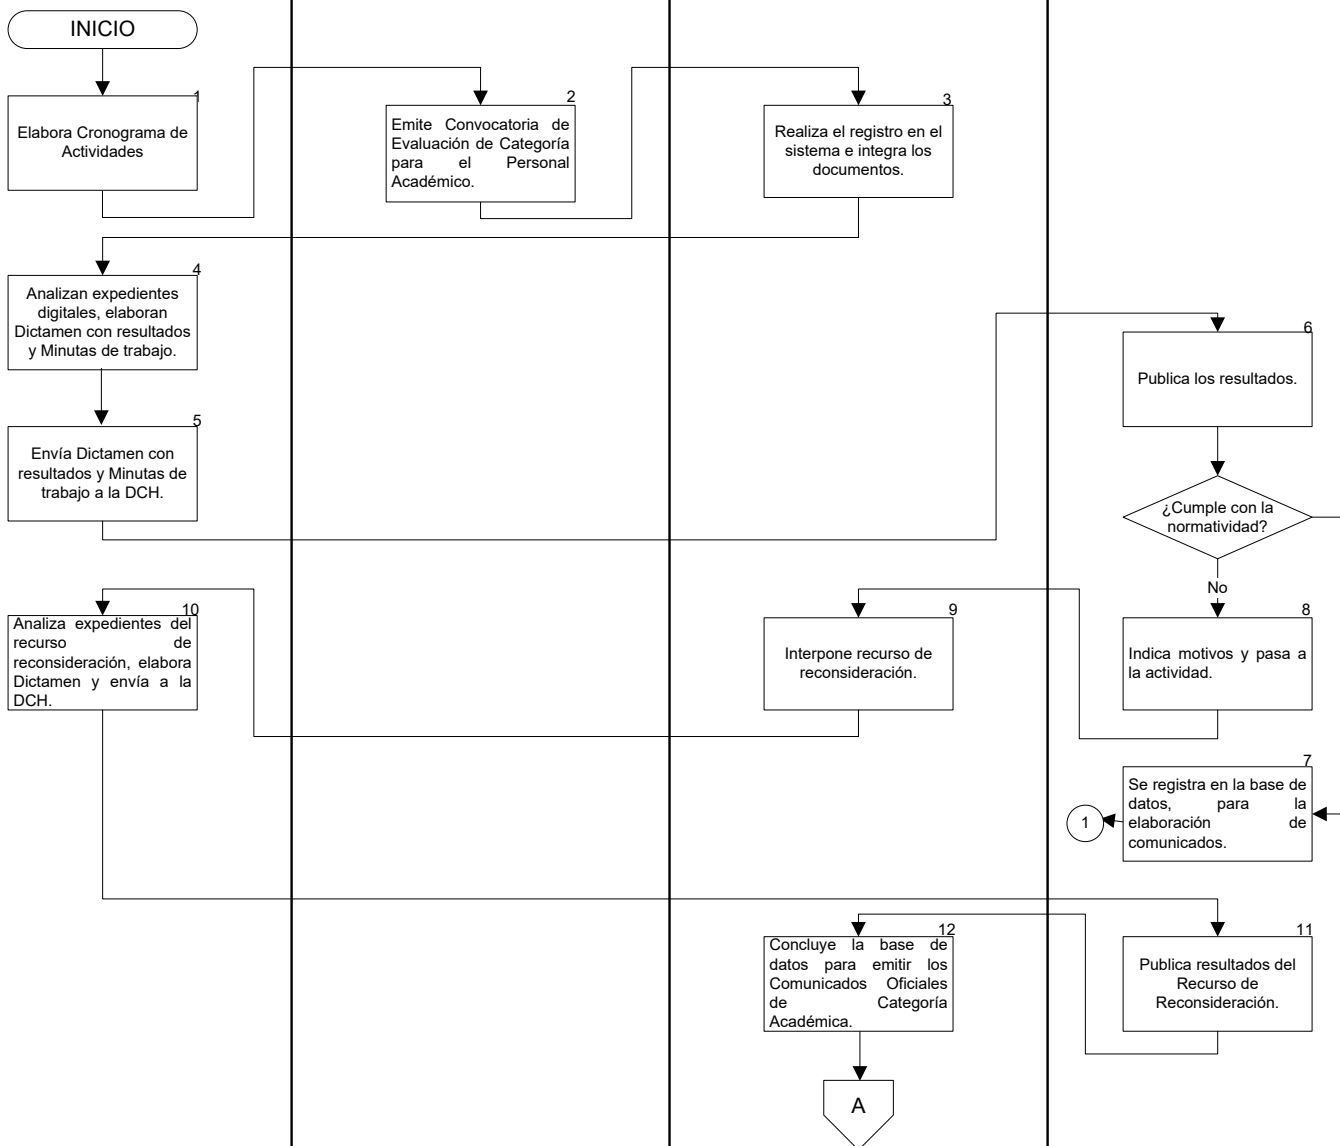 INICIO
1
Elabora Cronograma de
Actividades
2
Emite Convocatoria de
Evaluación de Categoría
para el Personal
Académico.
3
Realiza el registro en el
sistema e integra los
documentos.
4
Analizan expedientes
digitales, elaboran
Dictamen con resultados
y Minutas de trabajo.
5
Envía Dictamen con
resultados y Minutas de
trabajo a la DCH.
6
Publica los resultados.
¿Cumple con la
normatividad?
No
8
Indica motivos y pasa a
la actividad.
9
Interpone recurso de
reconsideración.
10
Analiza expedientes del
recurso de
reconsideración, elabora
Dictamen y envía a la
DCH.
7
Se registra en la base de
datos, para la
elaboración de
comunicados.
1
11
Publica resultados del
Recurso de
Reconsideración.
12
Concluye la base de
datos para emitir los
Comunicados Oficiales
de Categoría
Académica.
A